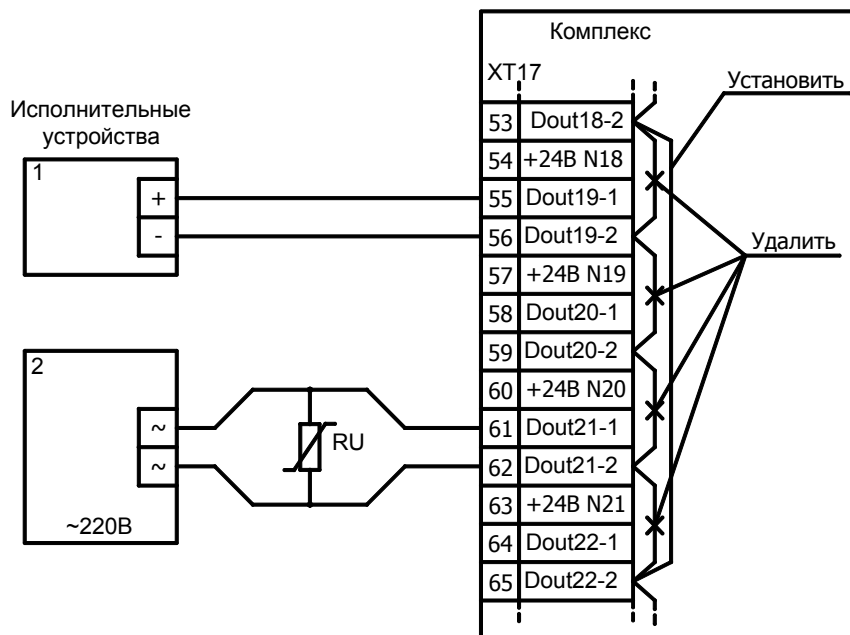 Комплекс
XT17
Установить
Исполнительные
устройства
1
+
-
53 Dout18-2
54 +24В N18
55 Dout19-1
56 Dout19-2
57 +24В N19
58 Dout20-1
59 Dout20-2
60 +24В N20
61 Dout21-1
62 Dout21-2
63 +24В N21
64 Dout22-1
65 Dout22-2
Удалить
2
~
~
~220В
RU